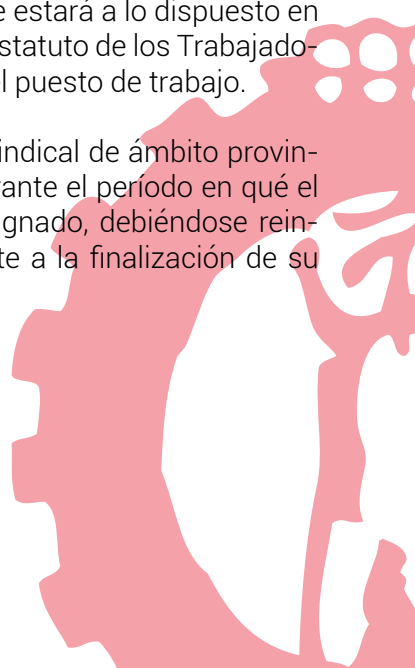 e estará a lo dispuesto en
statuto de los Trabajado-
l puesto de trabajo.
indical de ámbito provin-
rante el período en qué el
gnado, debiéndose rein-
te a la finalización de su